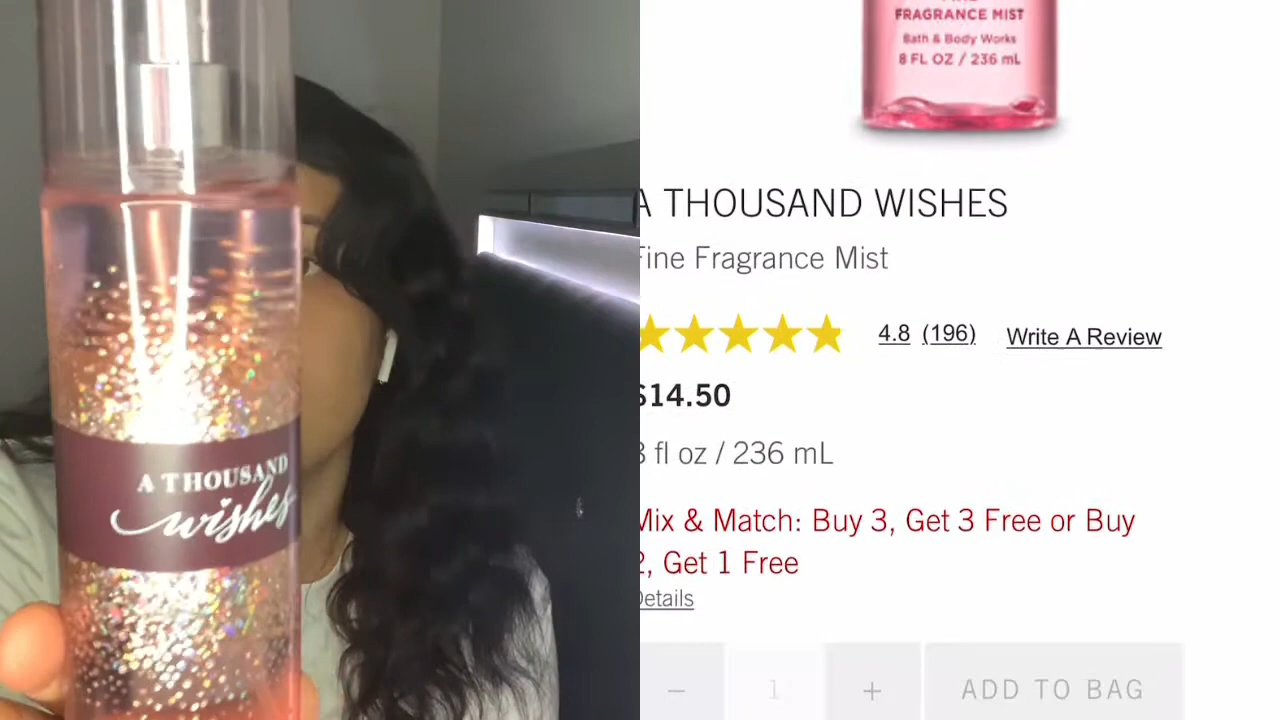 A THOUSAND
wishes
FRAGRANCE MIST
Bath & Body Works
8 FL OZ / 236 mL
A THOUSAND WISHES
Fine Fragrance Mist
4.8 (196) Write A Review
$14.50
8 fl oz / 236 mL
Mix & Match: Buy 3, Get 3 Free or Buy
2, Get 1 Free
Details
− 1 + ADD TO BAG